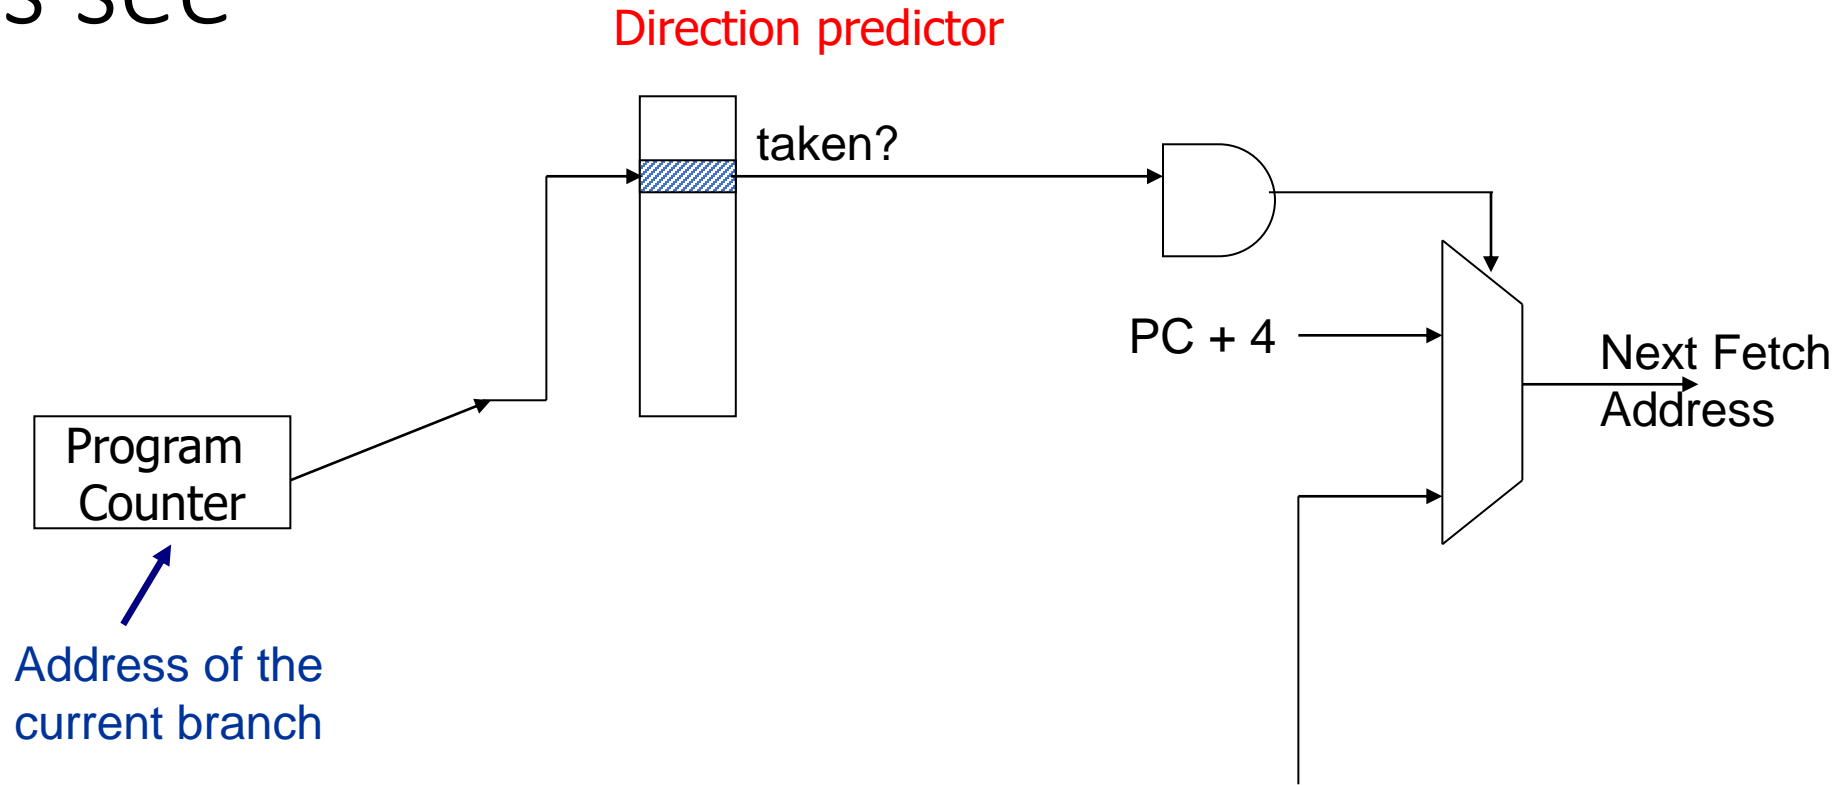 Direction predictor
taken?
PC + 4
Next Fetch
Address
Program
Counter
Address of the
current branch